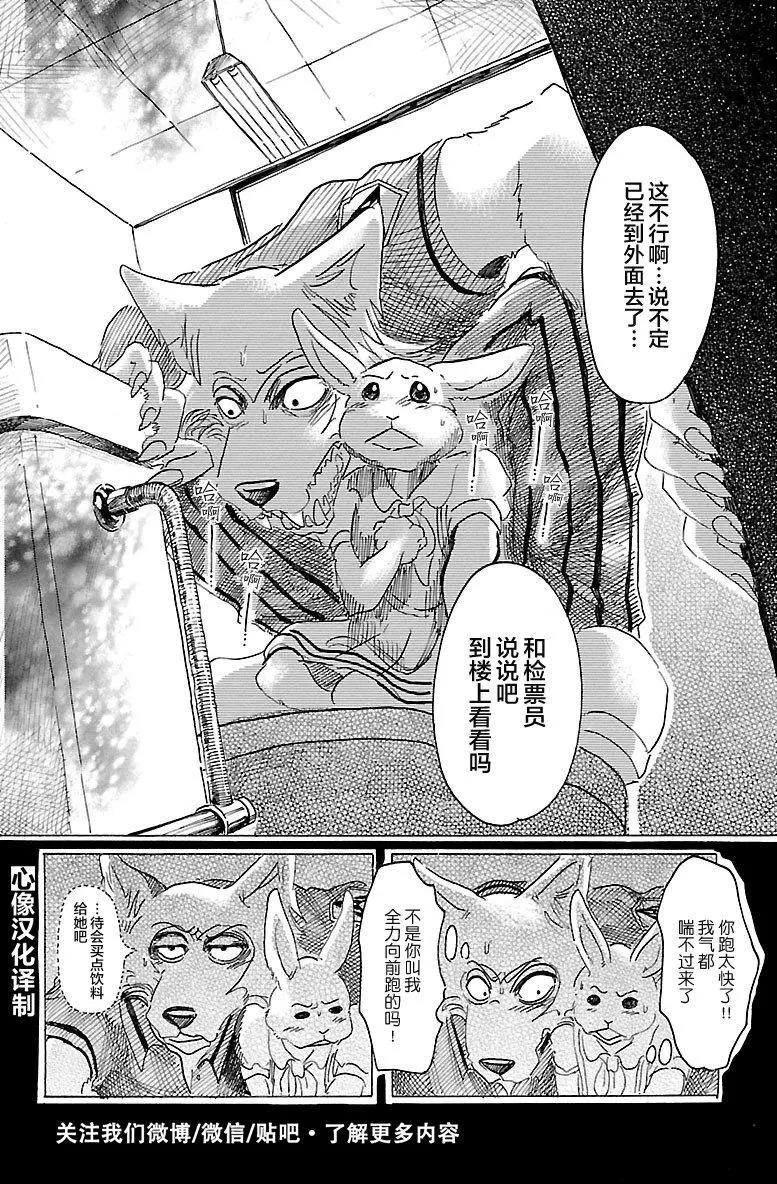 这不行啊…说不定
已经到外面去了…
哈啊…
哈啊…
哈啊…
哈啊…
哈啊…
哈啊…
和检票员
说说吧
到楼上看看吗
你跑太快了!!
我气都
喘不过来了
不是你叫我
全力向前跑的吗！
…待会买点饮料
给她吧
心像汉化译制
关注我们微博/微信/贴吧·了解更多内容